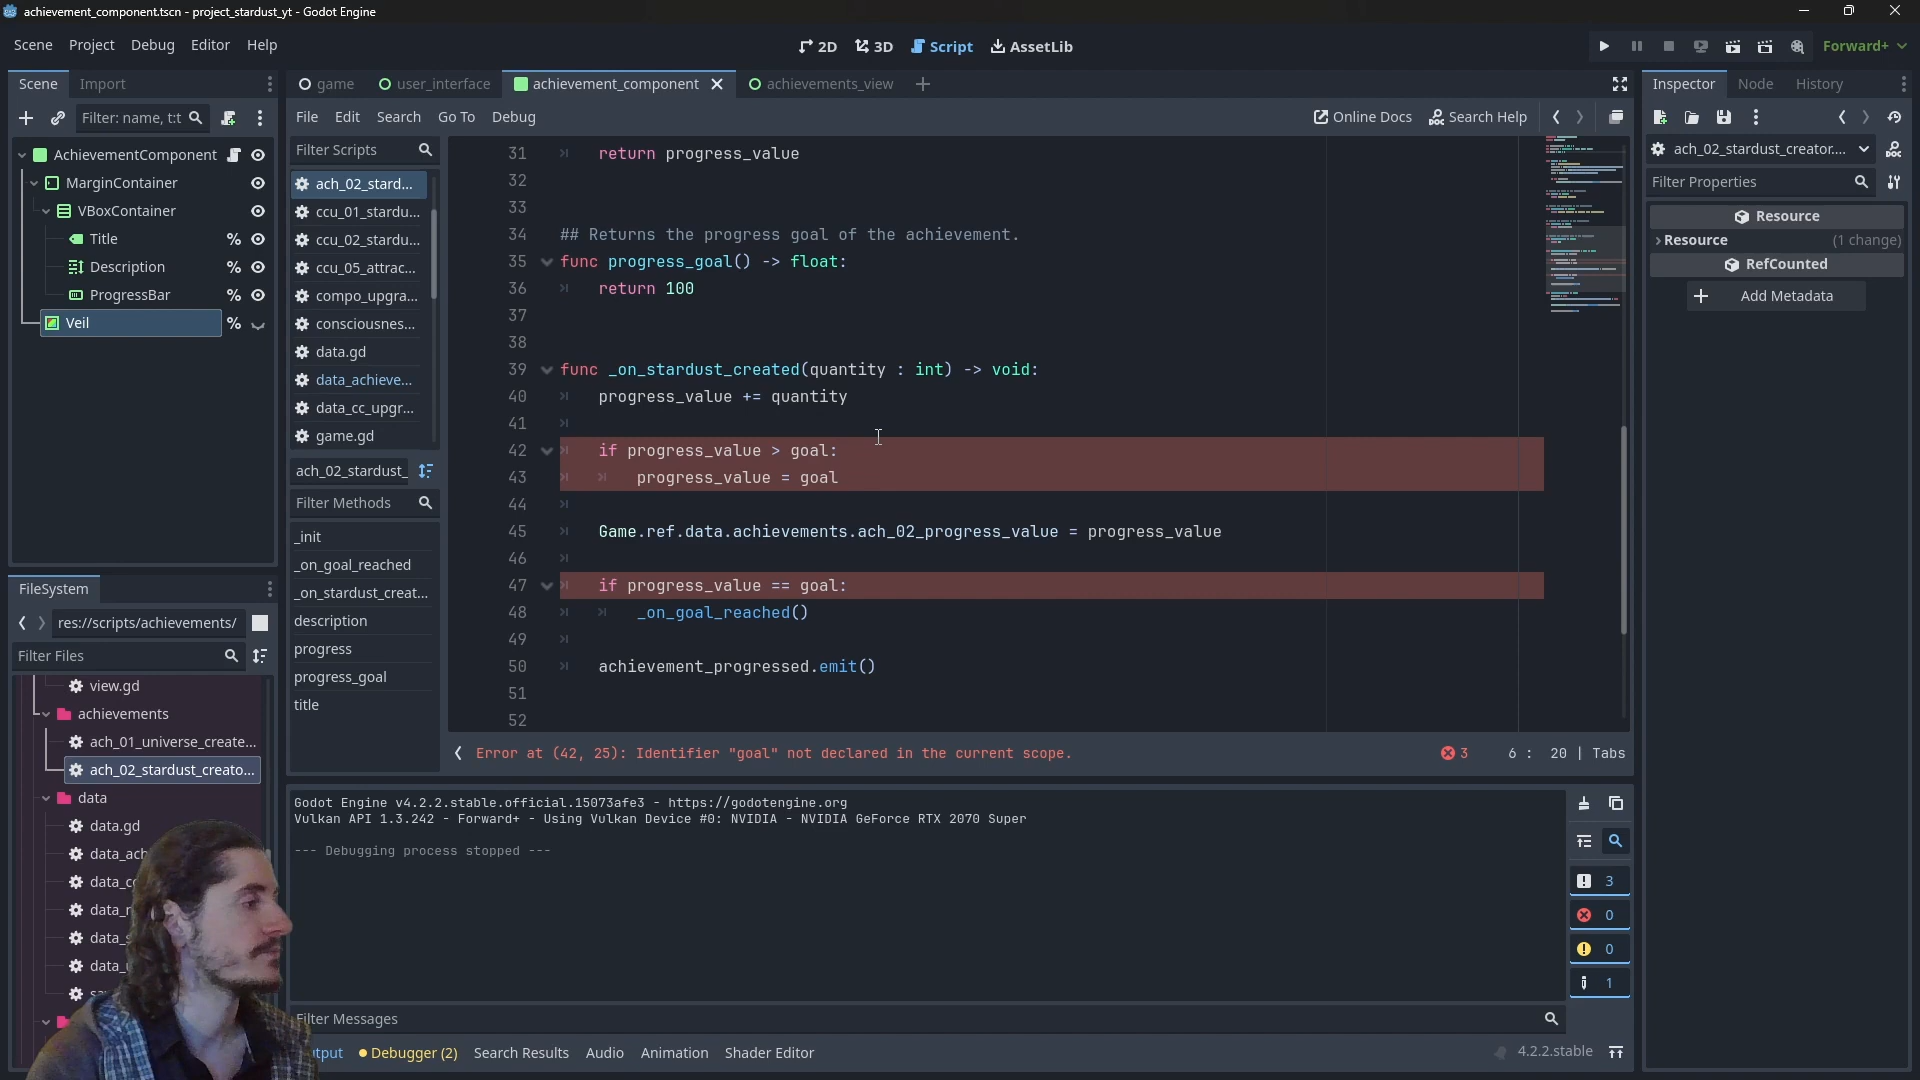 achievement_component.tscn - project_stardust_yt - Godot Engine
Scene Project Debug Editor Help
2D 3D Script AssetLib
Forward+
Scene Import
game user_interface achievement_component achievements_view
Inspector Node History
Filter: name, t:t
File Edit Search Go To Debug
Online Docs Search Help
AchievementComponent
MarginContainer
VBoxContainer
Title
Description
ProgressBar
Veil
Filter Scripts
ach_02_stard...
ccu_01_stardu...
ccu_02_stardu...
ccu_05_attrac...
compo_upgra...
consciousnes...
data.gd
data_achieve...
data_cc_upgr...
game.gd
ach_02_stardust_
Filter Methods
_init
_on_goal_reached
_on_stardust_creat...
description
progress
progress_goal
title
31 return progress_value
32
33
34 ## Returns the progress goal of the achievement.
35 func progress_goal() -> float:
36 return 100
37
38
39 func _on_stardust_created(quantity : int) -> void:
40 progress_value += quantity
41
42 if progress_value > goal:
43 progress_value = goal
44
45 Game.ref.data.achievements.ach_02_progress_value = progress_value
46
47 if progress_value == goal:
48 _on_goal_reached()
49
50 achievement_progressed.emit()
51
52
Error at (42, 25): Identifier "goal" not declared in the current scope.
3 6 : 20 | Tabs
ach_02_stardust_creator....
Filter Properties
Resource
Resource (1 change)
RefCounted
Add Metadata
FileSystem
res://scripts/achievements/
Filter Files
view.gd
achievements
ach_01_universe_create...
ach_02_stardust_creato...
data
data.gd
data_ach
data_c
data_
data_
data_
Godot Engine v4.2.2.stable.official.15073afe3 - https://godotengine.org
Vulkan API 1.3.242 - Forward+ - Using Vulkan Device #0: NVIDIA - NVIDIA GeForce RTX 2070 Super
--- Debugging process stopped ---
3
0
0
1
Filter Messages
Output Debugger (2) Search Results Audio Animation Shader Editor
4.2.2.stable